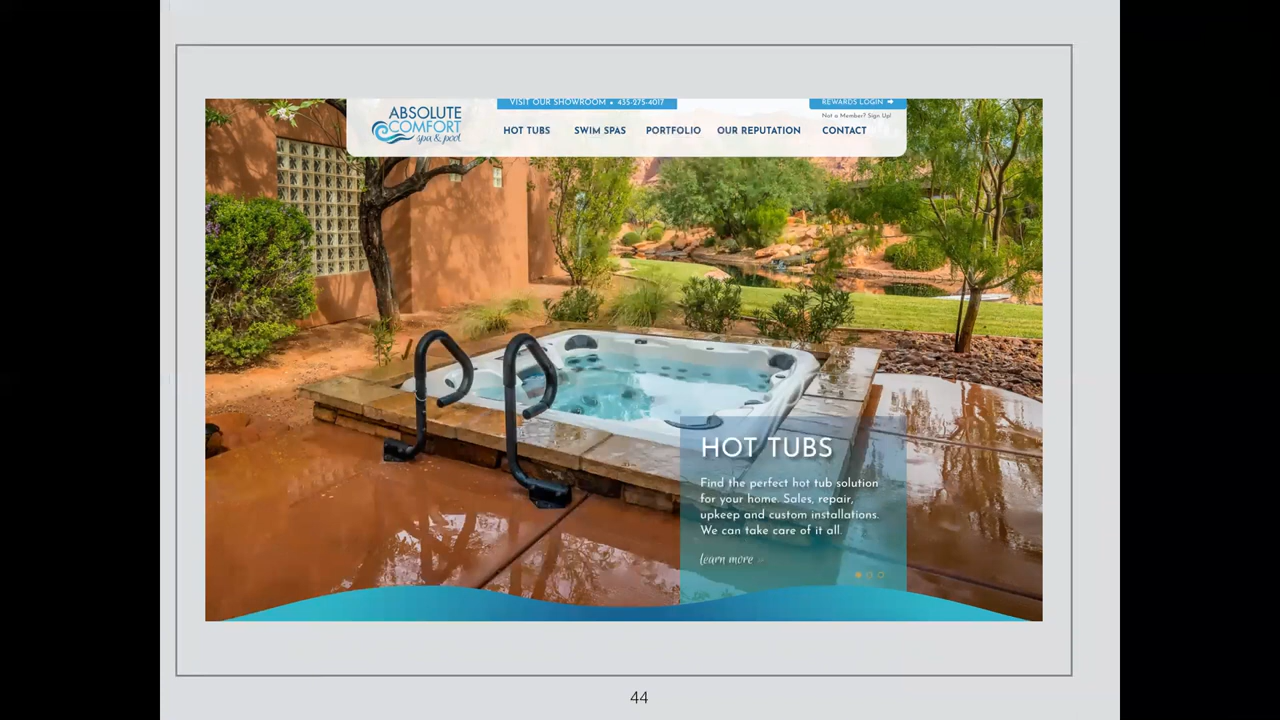 ABSOLUTE
COMFORT
spa & pool
VISIT OUR SHOWROOM • 435-275-4017
REWARDS LOGIN ➔
Not a Member? Sign Up!
HOT TUBS SWIM SPAS PORTFOLIO OUR REPUTATION CONTACT
HOT TUBS
Find the perfect hot tub solution
for your home. Sales, repair,
upkeep and custom installations.
We can take care of it all.
learn more »
44